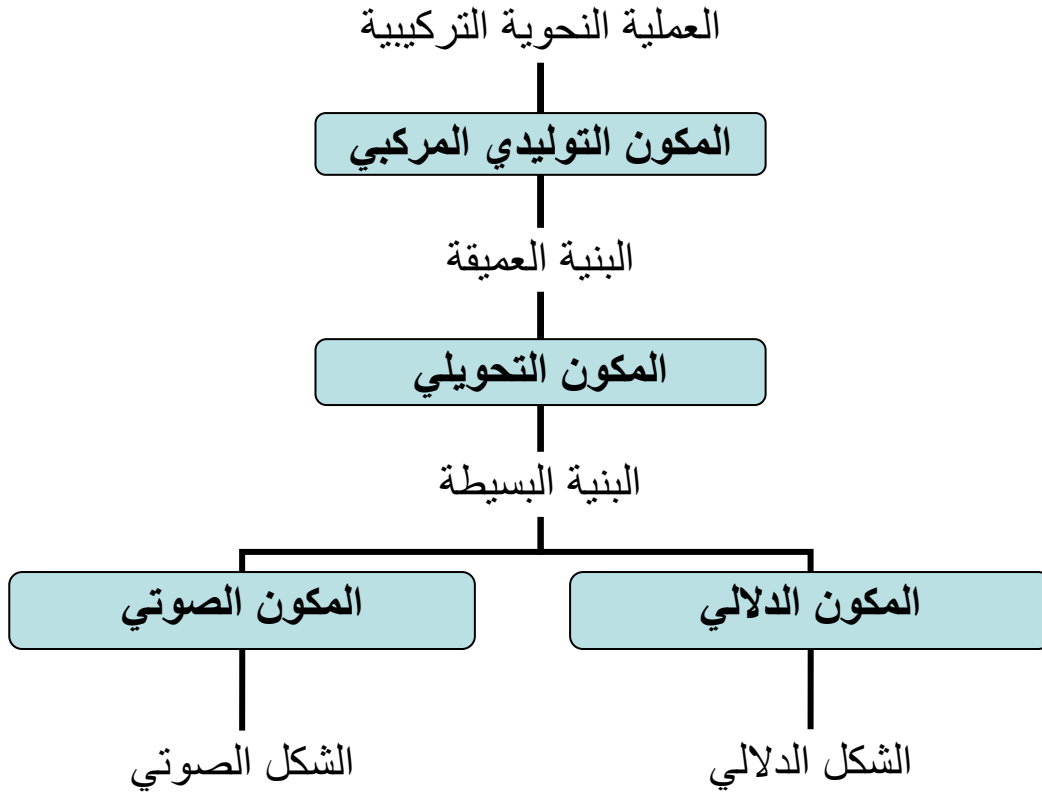 العملية النحوية التركيبية
المكون التوليدي المركبي
البنية العميقة
المكون التحويلي
البنية البسيطة
المكون الدلالي
المكون الصوتي
الشكل الدلالي
الشكل الصوتي